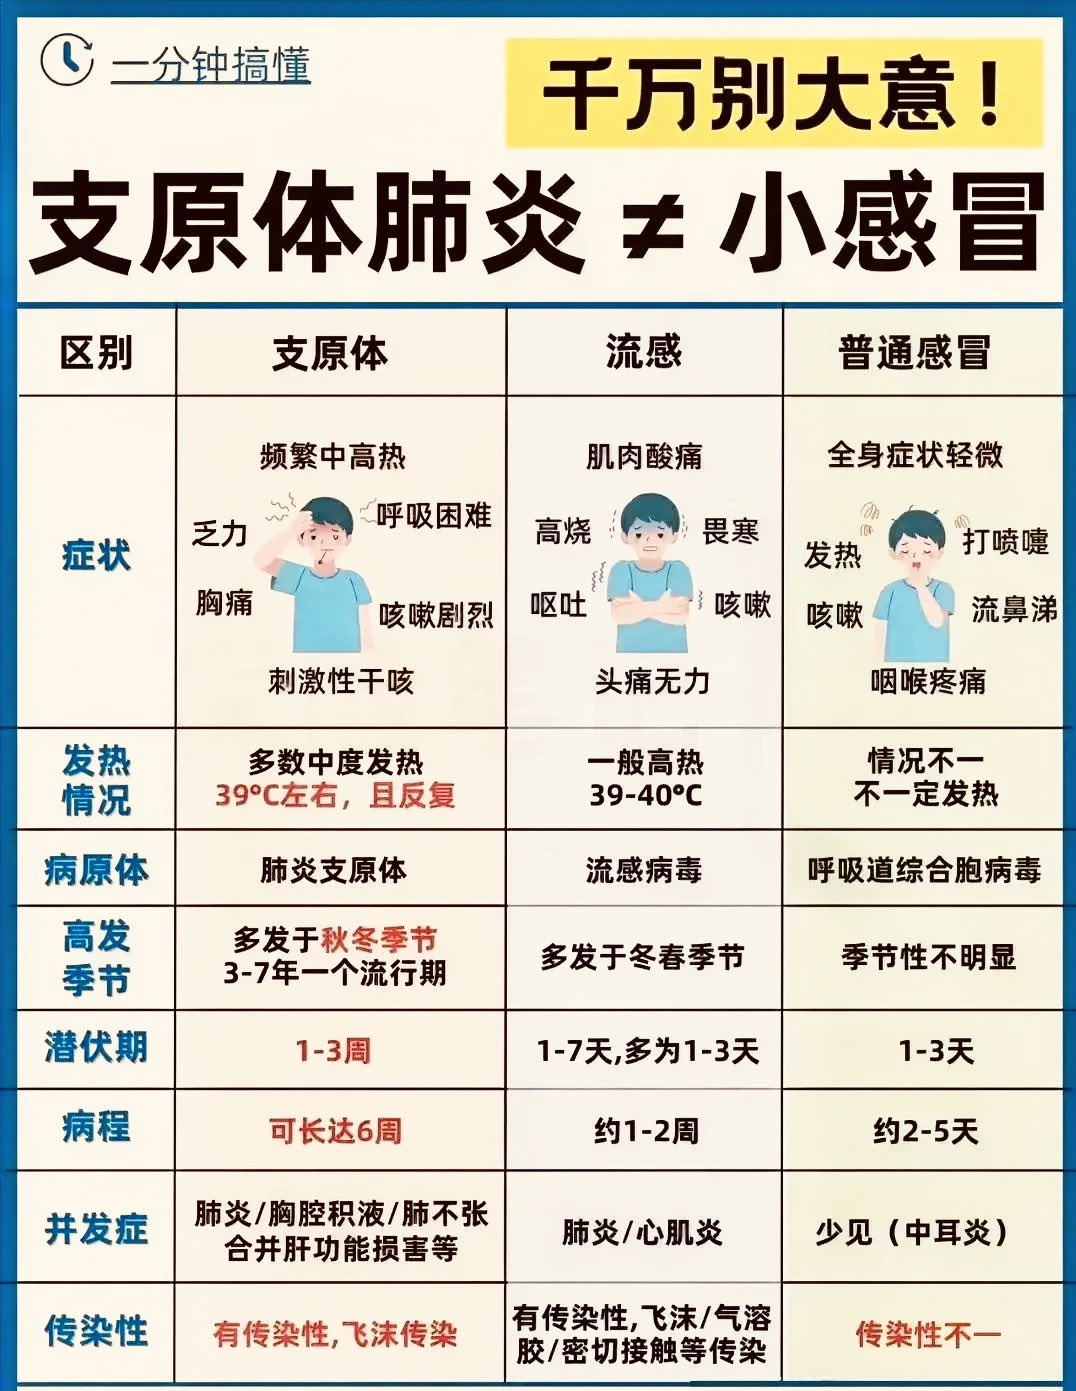 一分钟搞懂
千万别大意！
支原体肺炎≠小感冒
区别
支原体
流感
普通感冒
症状
频繁中高热
乏力
呼吸困难
胸痛
咳嗽剧烈
刺激性干咳
肌肉酸痛
高烧
畏寒
呕吐
咳嗽
头痛无力
全身症状轻微
发热
打喷嚏
咳嗽
流鼻涕
咽喉疼痛
发热
情况
多数中度发热
39℃左右，且反复
一般高热
39-40℃
情况不一
不一定发热
病原体
肺炎支原体
流感病毒
呼吸道综合胞病毒
高发
季节
多发于秋冬季节
3-7年一个流行期
多发于冬春季节
季节性不明显
潜伏期
1-3周
1-7天,多为1-3天
1-3天
病程
可长达6周
约1-2周
约2-5天
并发症
肺炎/胸腔积液/肺不张
合并肝功能损害等
肺炎/心肌炎
少见（中耳炎）
传染性
有传染性,飞沫传染
有传染性,飞沫/气溶
胶/密切接触等传染
传染性不一